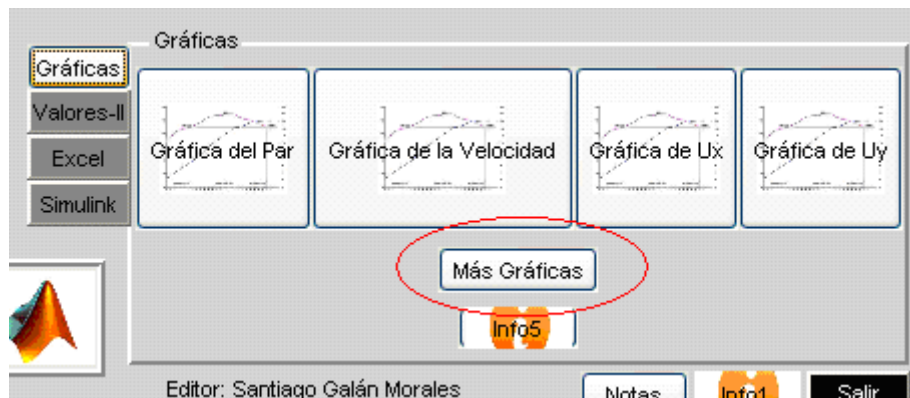 Gráficas
Gráficas
Valores-II
Excel
Simulink
Gráfica del Par
Gráfica de la Velocidad
Gráfica de Ux
Gráfica de Uy
Más Gráficas
Info5
Editor: Santiago Galán Morales
Notas
Info1
Salir